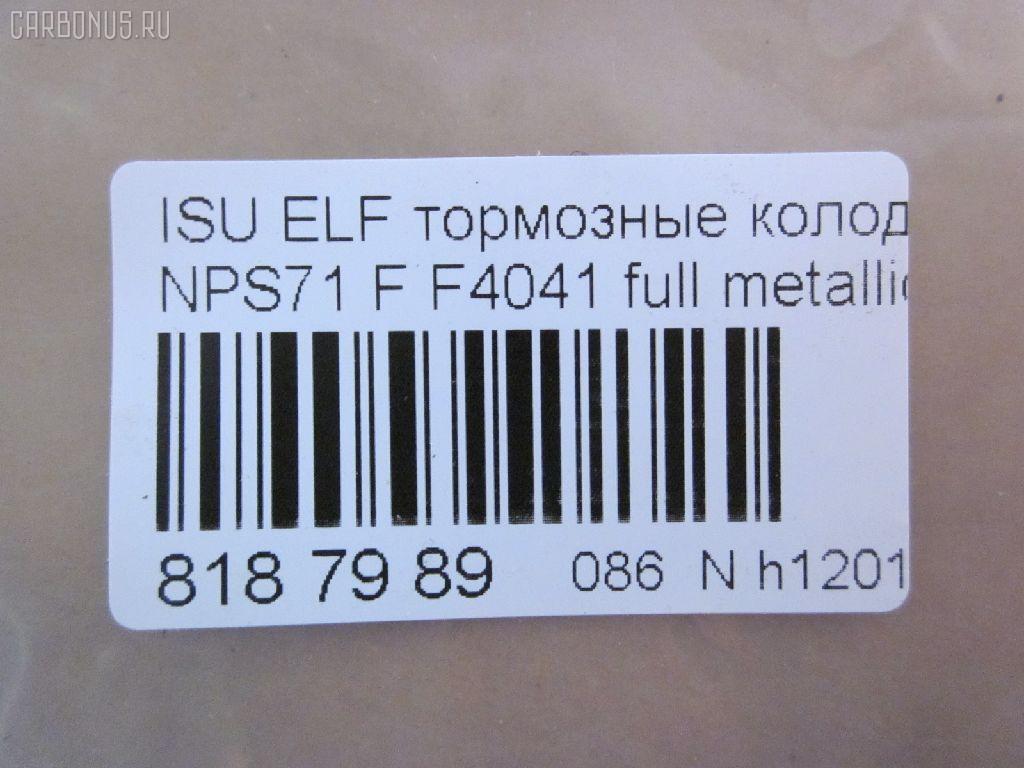 CARBONUS.RU
ISU ELF тормозные колод
NPS71 F F4041 full metallic
818 79 89 086 N h1201